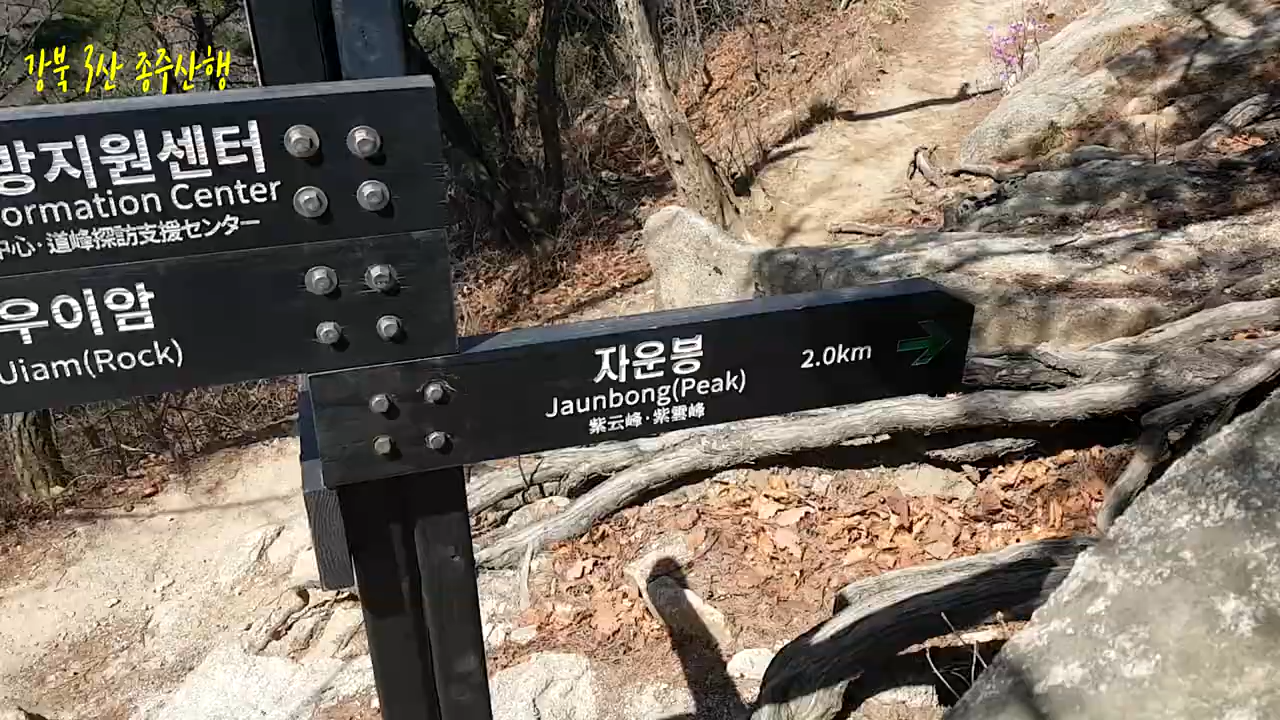 강북 3산 종주산행
방지원센터
ormation Center
中心·道峰探訪支援センター
우이암
Uiam(Rock)
자운봉
Jaunbong(Peak)
紫云峰·紫雲峰
2.0km